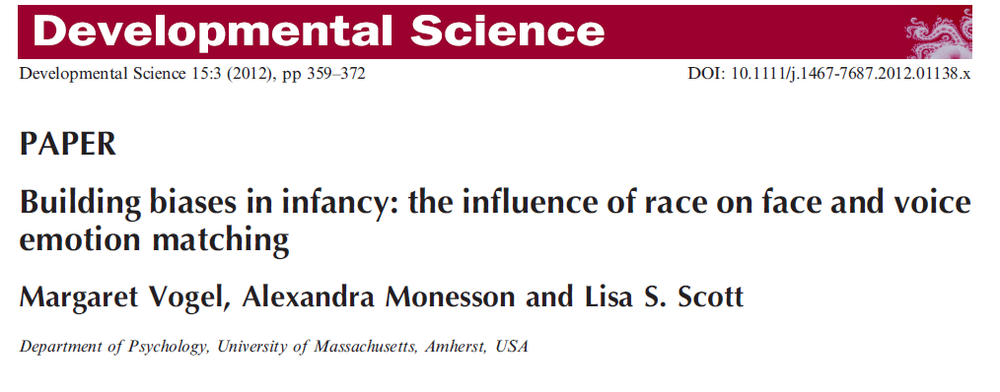 Developmental Science
Developmental Science 15:3 (2012), pp 359–372 DOI: 10.1111/j.1467-7687.2012.01138.x
PAPER
Building biases in infancy: the influence of race on face and voice
emotion matching
Margaret Vogel, Alexandra Monesson and Lisa S. Scott
Department of Psychology, University of Massachusetts, Amherst, USA